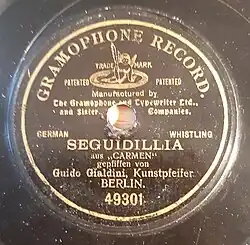 GRAMOPHONE RECORD.
TRADE MARK
PATENTED PATENTED
Manufactured by
The Gramophone and Typewriter Ltd.,
and Sister Companies.
GERMAN WHISTLING
SEGUIDILLIA
aus „CARMEN"
gepfiffen von
Guido Gialdini, Kunstpfeifer
BERLIN.
49301